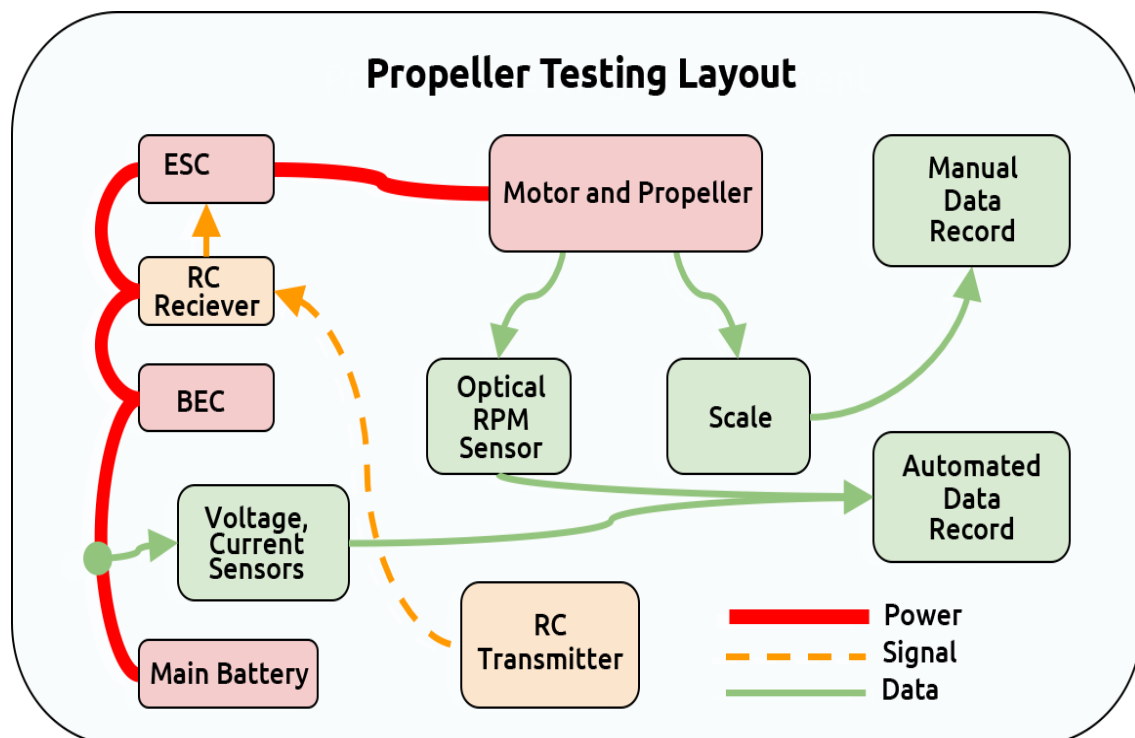 Propeller Testing Layout
ESC
Motor and Propeller
Manual
Data
Record
RC
Reciever
BEC
Optical
RPM
Sensor
Scale
Automated
Data
Record
Voltage,
Current
Sensors
RC
Transmitter
Main Battery
Power
Signal
Data